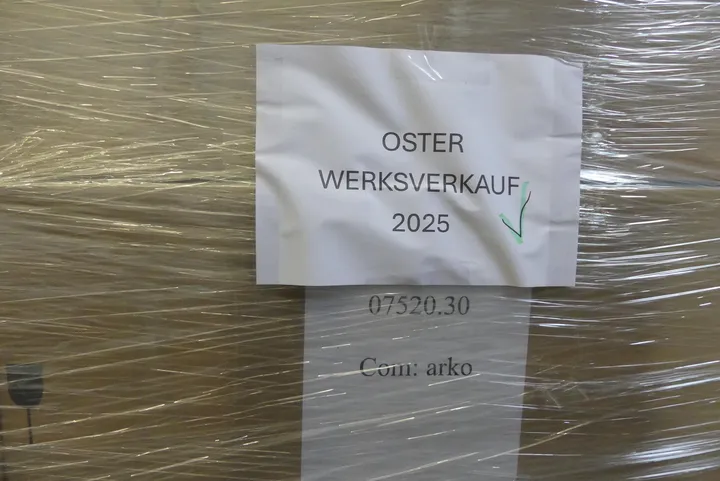 OSTER
WERKSVERKAUF
2025
07520.30
Com: arko